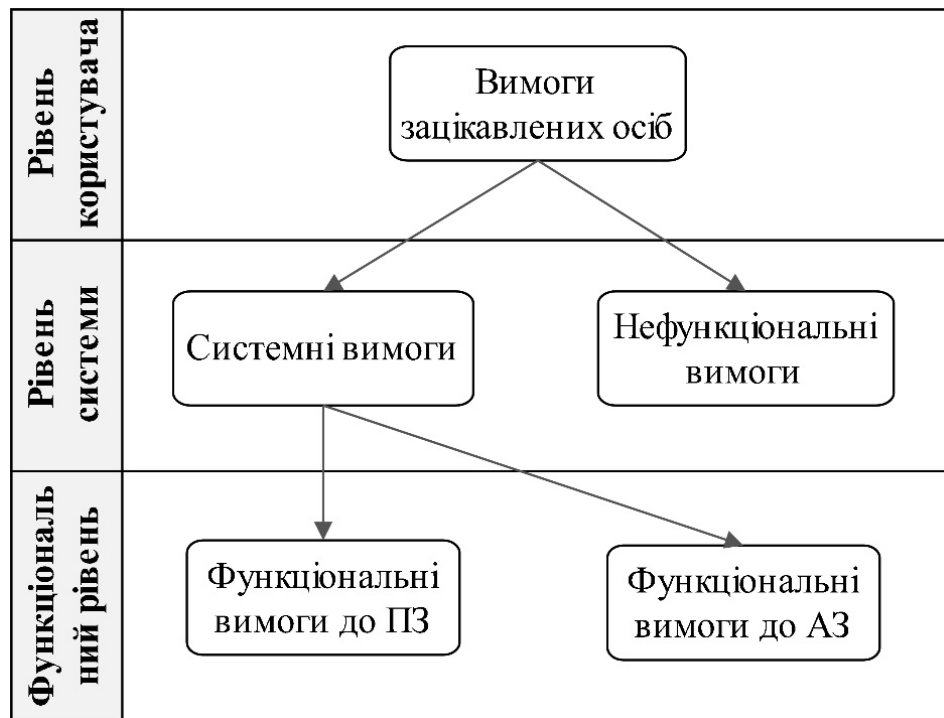 Рівень
користувача
Вимоги
зацікавлених осіб
Рівень
системи
Системні вимоги
Нефункціональні
вимоги
Функціональ
ний рівень
Функціональні
вимоги до ПЗ
Функціональні
вимоги до АЗ